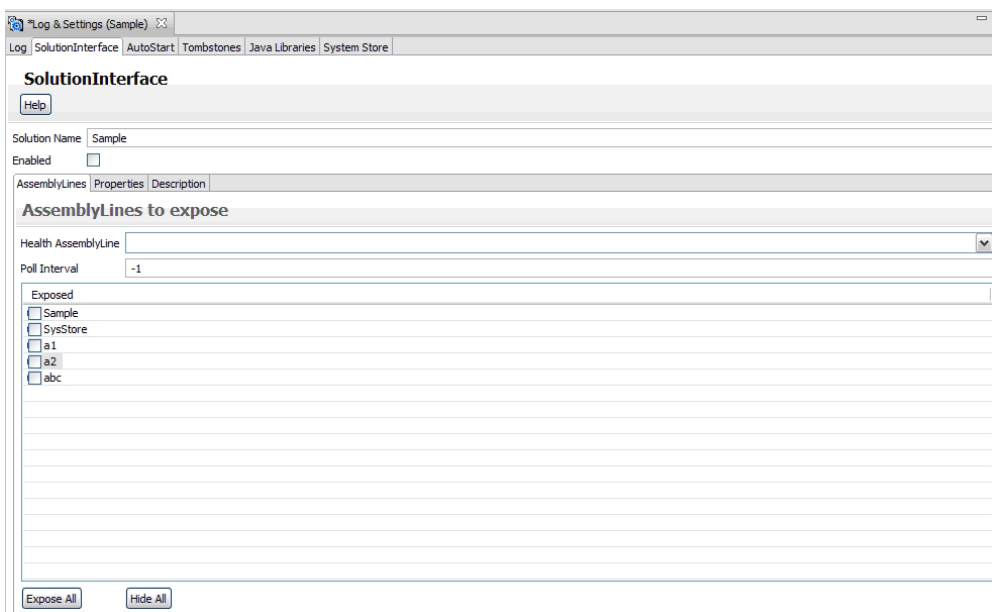 *Log & Settings (Sample)
Log SolutionInterface AutoStart Tombstones Java Libraries System Store
SolutionInterface
Help
Solution Name Sample
Enabled
AssemblyLines Properties Description
AssemblyLines to expose
Health AssemblyLine
Poll Interval -1
Exposed
Sample
SysStore
a1
a2
abc
Expose All Hide All